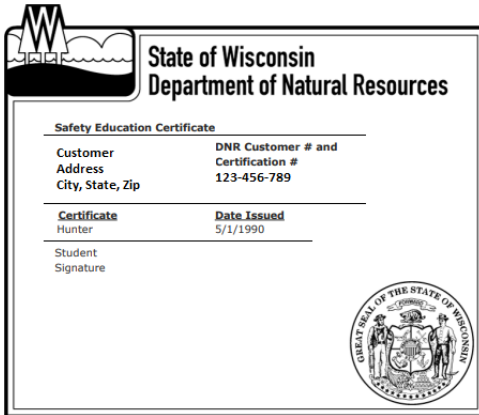 W
State of Wisconsin
Department of Natural Resources
Safety Education Certificate
Customer
Address
City, State, Zip
DNR Customer # and
Certification #
123-456-789
Certificate
Hunter
Date Issued
5/1/1990
Student
Signature
GREAT SEAL OF THE STATE OF WISCONSIN
FORWARD